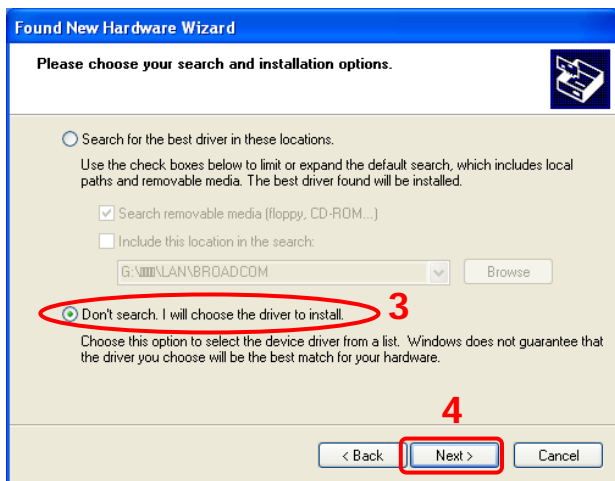 Found New Hardware Wizard
Please choose your search and installation options.
Search for the best driver in these locations.
Use the check boxes below to limit or expand the default search, which includes local
paths and removable media. The best driver found will be installed.
Search removable media (floppy, CD-ROM...)
Include this location in the search:
\LAN\BROADCOM
Browse
Don't search. I will choose the driver to install.
3
Choose this option to select the device driver from a list. Windows does not guarantee that
the driver you choose will be the best match for your hardware.
4
< Back Next > Cancel